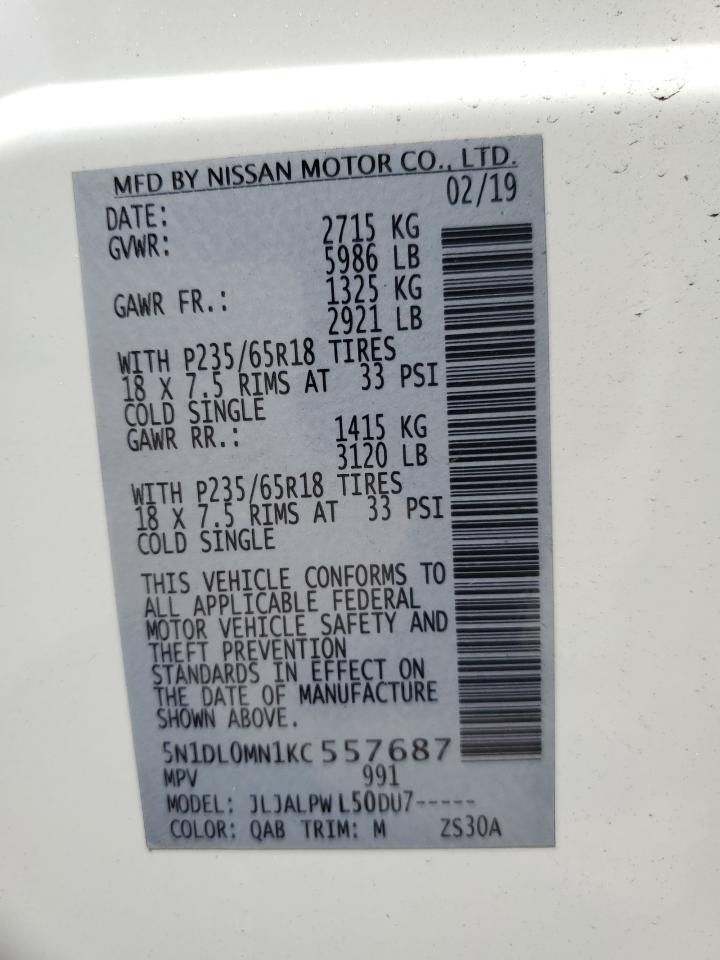 MFD BY NISSAN MOTOR CO., LTD.
DATE: 02/19
GVWR: 2715 KG
5986 LB
GAWR FR.: 1325 KG
2921 LB
WITH P235/65R18 TIRES
18 X 7.5 RIMS AT 33 PSI
COLD SINGLE
GAWR RR.: 1415 KG
3120 LB
WITH P235/65R18 TIRES
18 X 7.5 RIMS AT 33 PSI
COLD SINGLE
THIS VEHICLE CONFORMS TO
ALL APPLICABLE FEDERAL
MOTOR VEHICLE SAFETY AND
THEFT PREVENTION
STANDARDS IN EFFECT ON
THE DATE OF MANUFACTURE
SHOWN ABOVE.
5N1DL0MN1KC 557687
MPV 991
MODEL: JLJALPW L50DU7-----
COLOR: QAB TRIM: M ZS30A